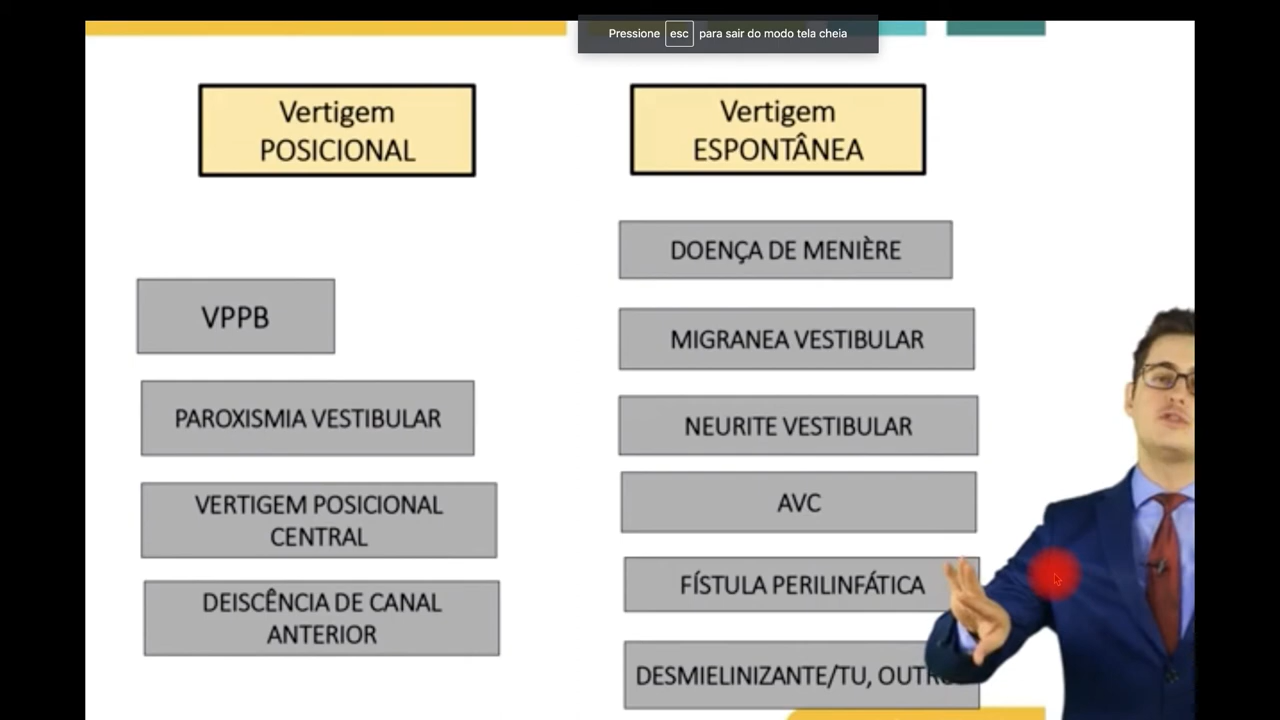 Pressione esc para sair do modo tela cheia
Vertigem
POSICIONAL
VPPB
PAROXISMIA VESTIBULAR
VERTIGEM POSICIONAL
CENTRAL
DEISCÊNCIA DE CANAL
ANTERIOR
Vertigem
ESPONTÂNEA
DOENÇA DE MENIÈRE
MIGRANEA VESTIBULAR
NEURITE VESTIBULAR
AVC
FÍSTULA PERILINFÁTICA
DESMIELINIZANTE/TU,